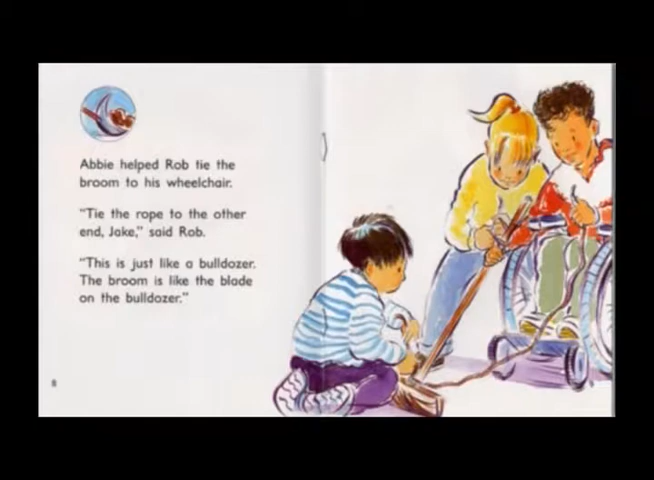 Abbie helped Rob tie the
broom to his wheelchair.
"Tie the rope to the other
end, Jake," said Rob.
"This is just like a bulldozer.
The broom is like the blade
on the bulldozer."
8